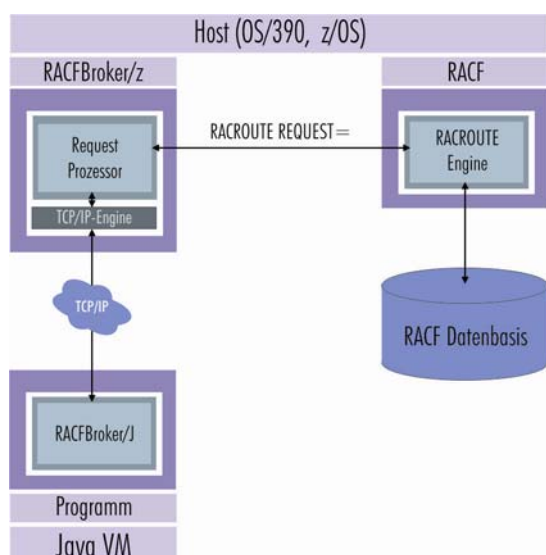 Host (OS/390, z/OS)
RACFBroker/z
RACF
Request
Prozessor
RACROUTE REQUEST=
RACROUTE
Engine
TCP/IP-Engine
TCP/IP
RACF Datenbasis
RACFBroker/J
Programm
Java VM